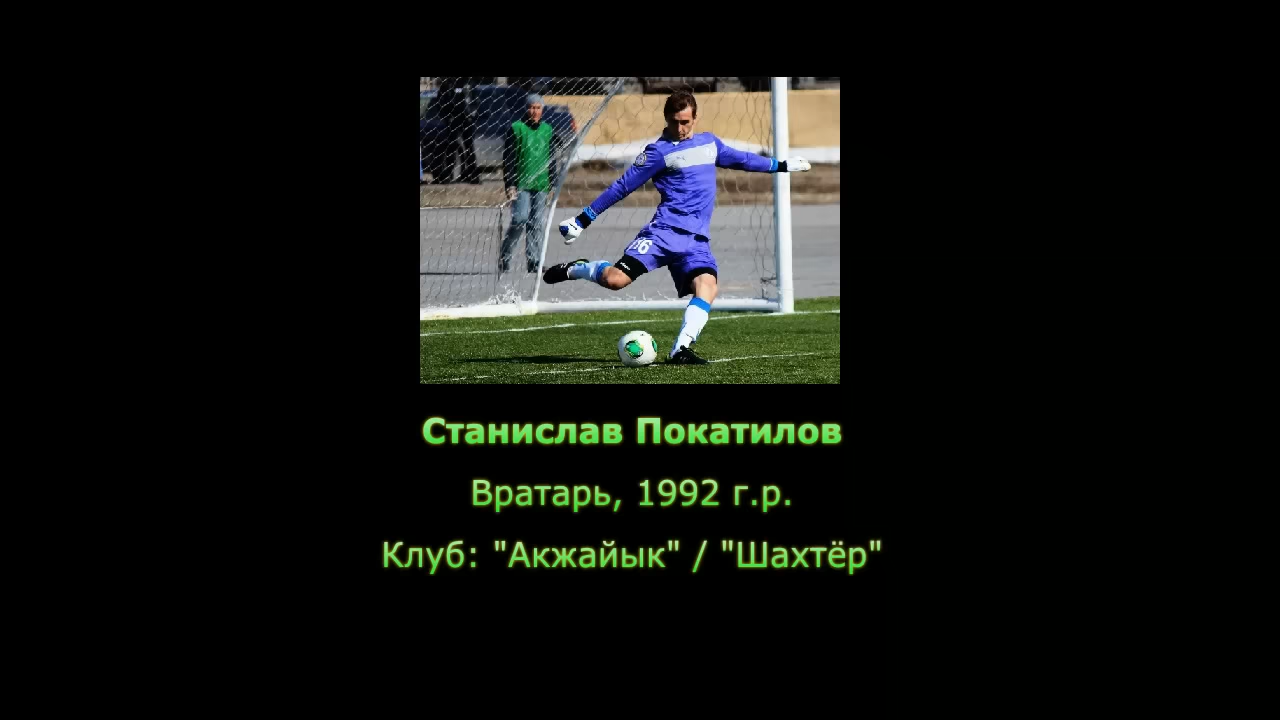 Станислав Покатилов
Вратарь, 1992 г.р.
Клуб: "Акжайык" / "Шахтёр"